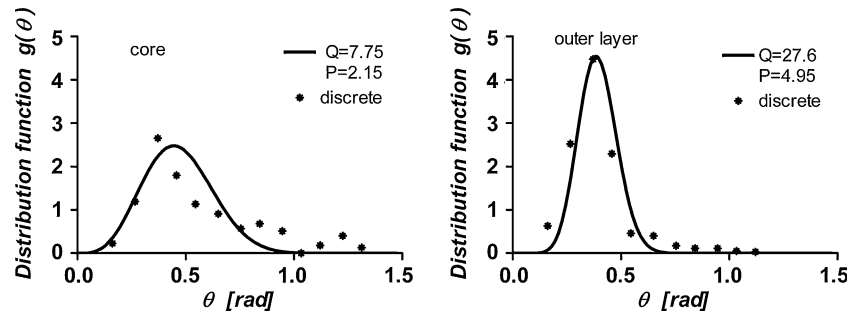 core
Q=7.75
P=2.15
discrete
Distribution function g(θ)
5
4
3
2
1
0
0.0 0.5 1.0 1.5
θ [rad]
outer layer
Q=27.6
P=4.95
discrete
Distribution function g(θ)
5
4
3
2
1
0
0.0 0.5 1.0 1.5
θ [rad]